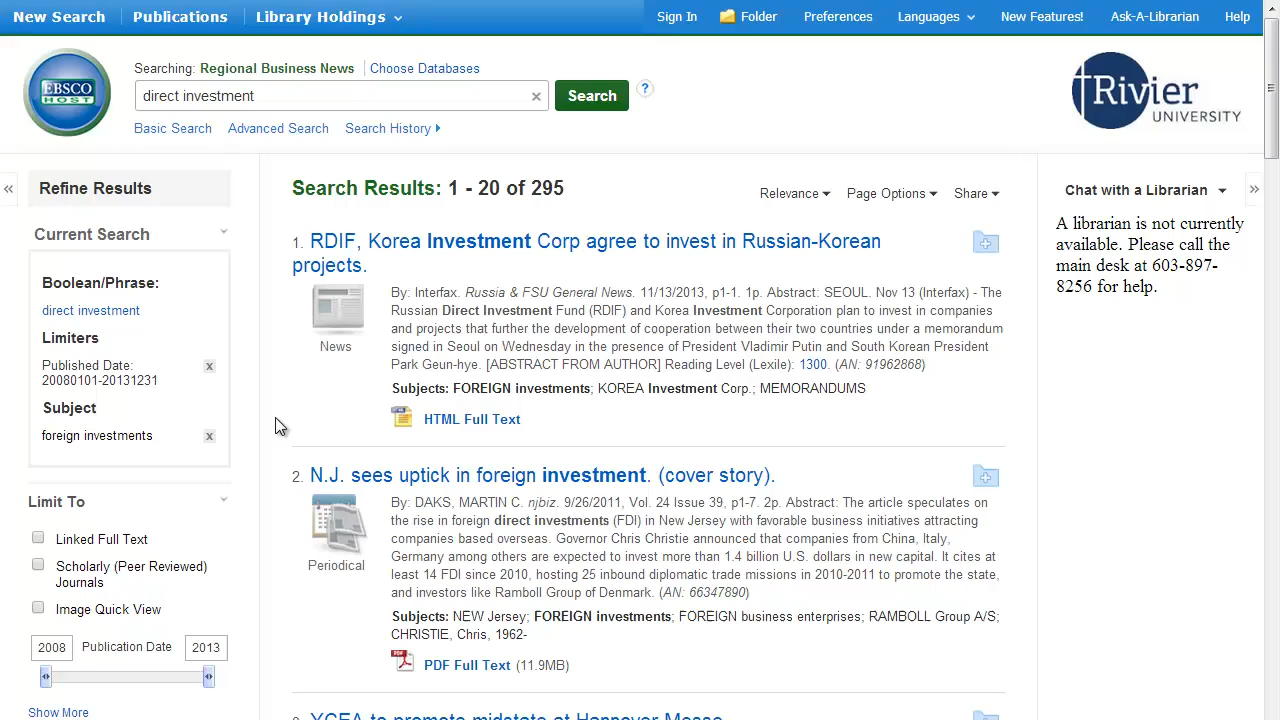 New Search Publications Library Holdings Sign In Folder Preferences Languages New Features! Ask-A-Librarian Help
EBSCO
HOST
Searching: Regional Business News Choose Databases
direct investment × Search ?
Basic Search Advanced Search Search History
Rivier
UNIVERSITY
« Refine Results
Current Search
Boolean/Phrase:
direct investment
Limiters
Published Date:
20080101-20131231 x
Subject
foreign investments x
Limit To
Linked Full Text
Scholarly (Peer Reviewed)
Journals
Image Quick View
2008 Publication Date 2013
Show More
Search Results: 1 - 20 of 295
Relevance Page Options Share
1. RDIF, Korea Investment Corp agree to invest in Russian-Korean
projects.
News
By: Interfax. Russia & FSU General News. 11/13/2013, p1-1. 1p. Abstract: SEOUL. Nov 13 (Interfax) - The
Russian Direct Investment Fund (RDIF) and Korea Investment Corporation plan to invest in companies
and projects that further the development of cooperation between their two countries under a memorandum
signed in Seoul on Wednesday in the presence of President Vladimir Putin and South Korean President
Park Geun-hye. [ABSTRACT FROM AUTHOR] Reading Level (Lexile): 1300. (AN: 91962868)
Subjects: FOREIGN investments; KOREA Investment Corp.; MEMORANDUMS
HTML Full Text
2. N.J. sees uptick in foreign investment. (cover story).
Periodical
By: DAKS, MARTIN C. njbiz. 9/26/2011, Vol. 24 Issue 39, p1-7. 2p. Abstract: The article speculates on
the rise in foreign direct investments (FDI) in New Jersey with favorable business initiatives attracting
companies based overseas. Governor Chris Christie announced that companies from China, Italy,
Germany among others are expected to invest more than 1.4 billion U.S. dollars in new capital. It cites at
least 14 FDI since 2010, hosting 25 inbound diplomatic trade missions in 2010-2011 to promote the state,
and investors like Ramboll Group of Denmark. (AN: 66347890)
Subjects: NEW Jersey; FOREIGN investments; FOREIGN business enterprises; RAMBOLL Group A/S;
CHRISTIE, Chris, 1962-
PDF Full Text (11.9MB)
Chat with a Librarian »
A librarian is not currently
available. Please call the
main desk at 603-897-
8256 for help.